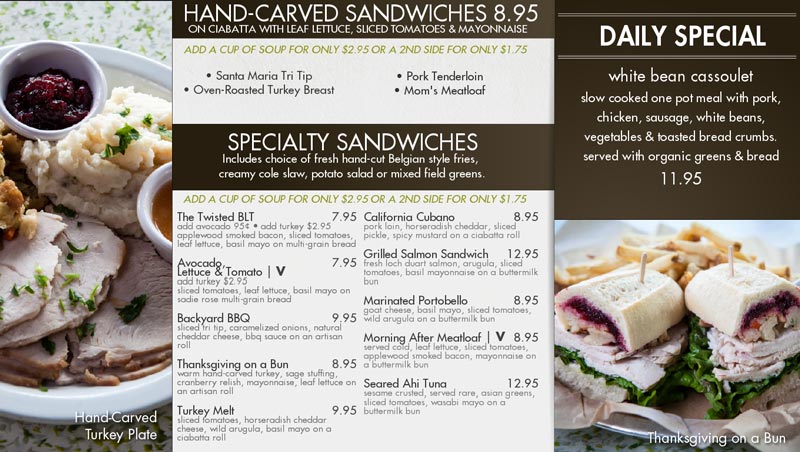 HAND-CARVED SANDWICHES 8.95
ON CIABATTA WITH LEAF LETTUCE, SLICED TOMATOES & MAYONNAISE
ADD A CUP OF SOUP FOR ONLY $2.95 OR A 2ND SIDE FOR ONLY $1.75
• Santa Maria Tri Tip
• Oven-Roasted Turkey Breast
• Pork Tenderloin
• Mom's Meatloaf
SPECIALTY SANDWICHES
Includes choice of fresh hand-cut Belgian style fries,
creamy cole slaw, potato salad or mixed field greens.
ADD A CUP OF SOUP FOR ONLY $2.95 OR A 2ND SIDE FOR ONLY $1.75
The Twisted BLT 7.95
add avocado 95¢ • add turkey $2.95
applewood smoked bacon, sliced tomatoes,
leaf lettuce, basil mayo on multi-grain bread
Avocado, 7.95
Lettuce & Tomato | V
add turkey $2.95
sliced tomatoes, leaf lettuce, basil mayo on
sadie rose multi-grain bread
Backyard BBQ 9.95
sliced tri tip, caramelized onions, natural
cheddar cheese, bbq sauce on an artisan
roll
Thanksgiving on a Bun 8.95
warm hand-carved turkey, sage stuffing,
cranberry relish, mayonnaise, leaf lettuce on
an artisan roll
Turkey Melt 9.95
sliced tomatoes, horseradish cheddar
cheese, wild arugula, basil mayo on a
ciabatta roll
California Cubano 8.95
pork loin, horseradish cheddar, sliced
pickle, spicy mustard on a ciabatta roll
Grilled Salmon Sandwich 12.95
fresh loch duart salmon, arugula, sliced
tomatoes, basil mayonnaise on a buttermilk
bun
Marinated Portobello 8.95
goat cheese, basil mayo, sliced tomatoes,
wild arugula on a buttermilk bun
Morning After Meatloaf | V 8.95
served cold, leaf lettuce, sliced tomatoes,
applewood smoked bacon, mayonnaise on
a buttermilk bun
Seared Ahi Tuna 12.95
sesame crusted, served rare, asian greens,
sliced tomatoes, wasabi mayo on a
buttermilk bun
DAILY SPECIAL
white bean cassoulet
slow cooked one pot meal with pork,
chicken, sausage, white beans,
vegetables & toasted bread crumbs.
served with organic greens & bread
11.95
Hand-Carved
Turkey Plate
Thanksgiving on a Bun